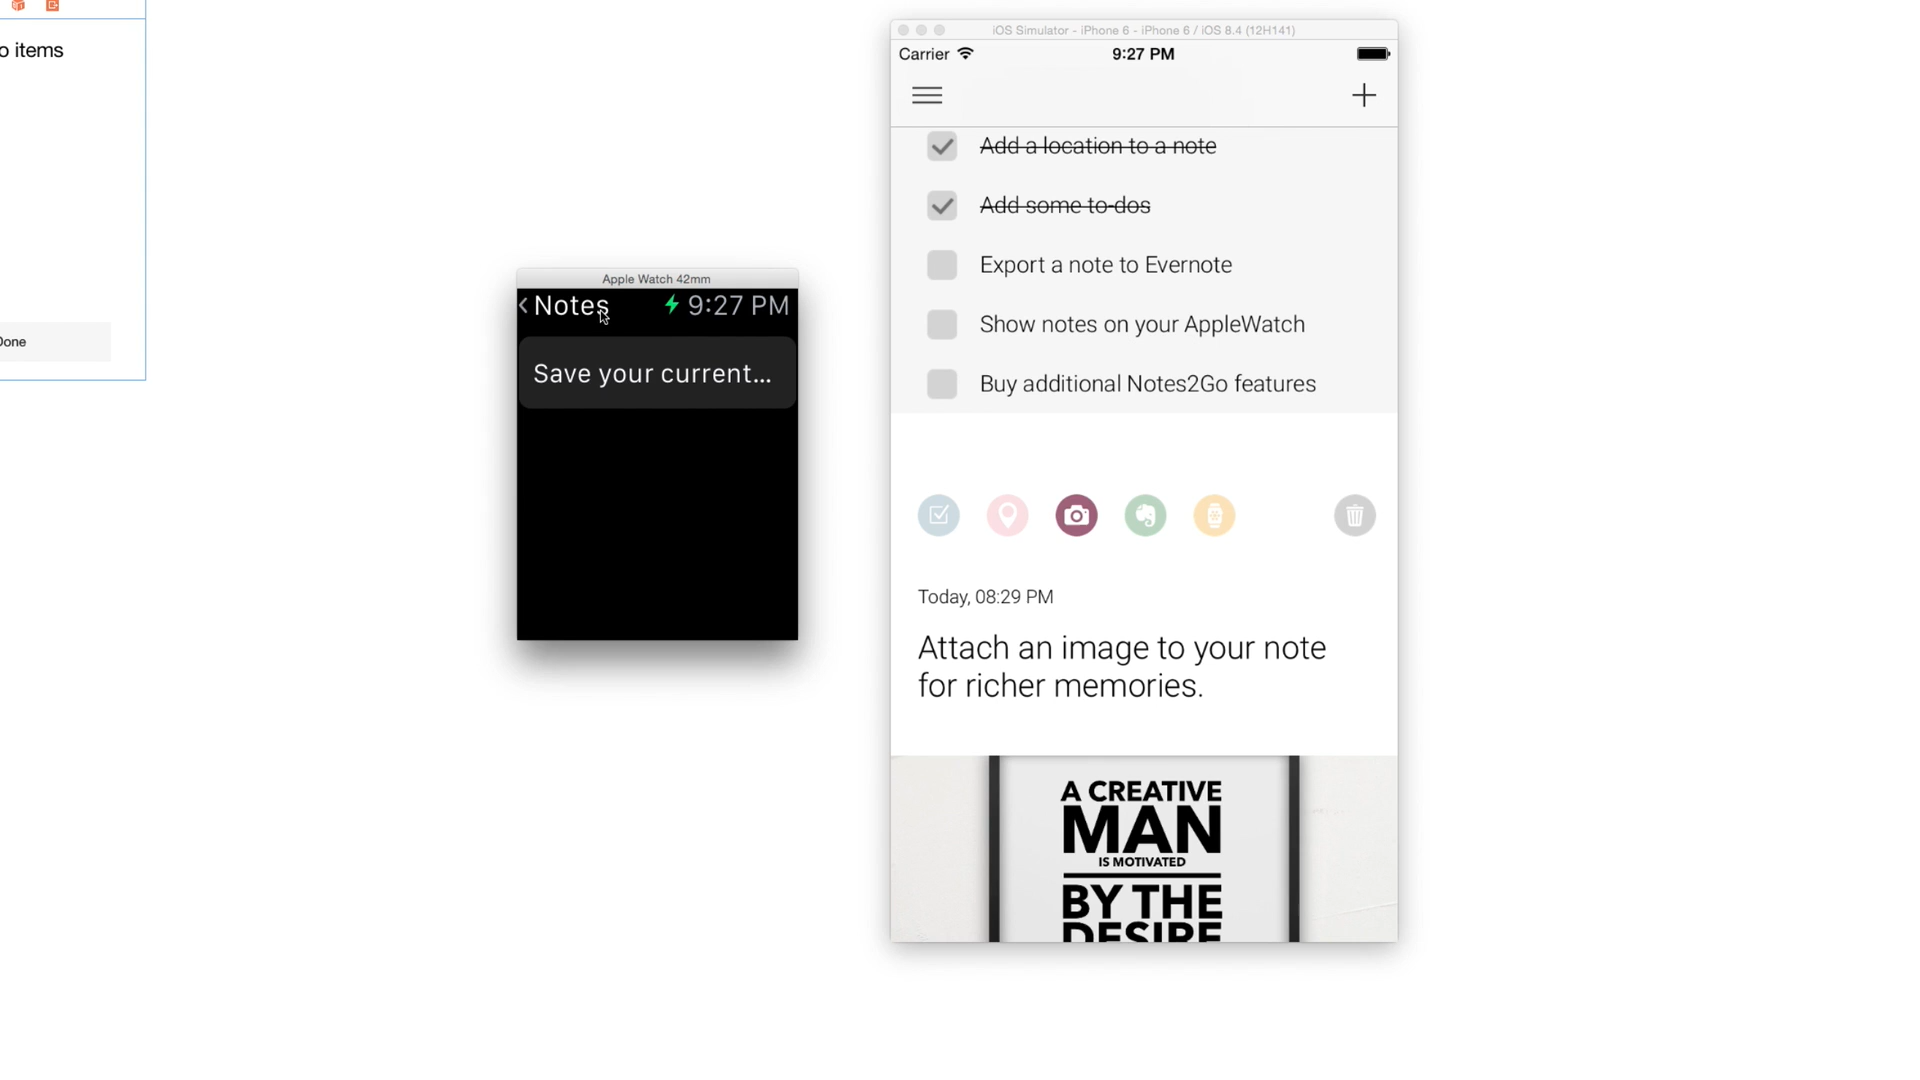 o items
Done
Apple Watch 42mm
Notes
9:27 PM
Save your current...
iOS Simulator - iPhone 6 - iPhone 6 / iOS 8.4 (12H141)
Carrier
9:27 PM
Add a location to a note
Add some to-dos
Export a note to Evernote
Show notes on your AppleWatch
Buy additional Notes2Go features
Today, 08:29 PM
Attach an image to your note
for richer memories.
A CREATIVE
MAN
IS MOTIVATED
BY THE
DESIRE